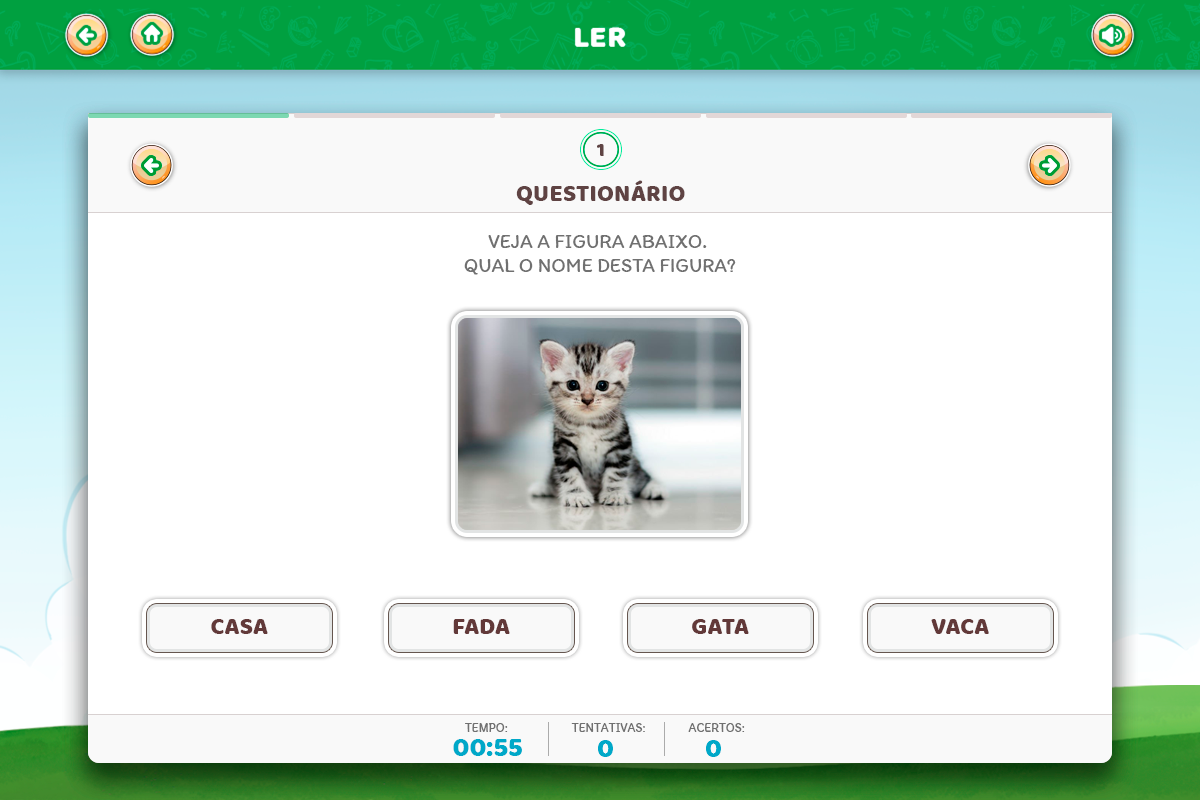 LER
1
QUESTIONÁRIO
VEJA A FIGURA ABAIXO.
QUAL O NOME DESTA FIGURA?
CASA
FADA
GATA
VACA
TEMPO:
00:55
TENTATIVAS:
0
ACERTOS:
0